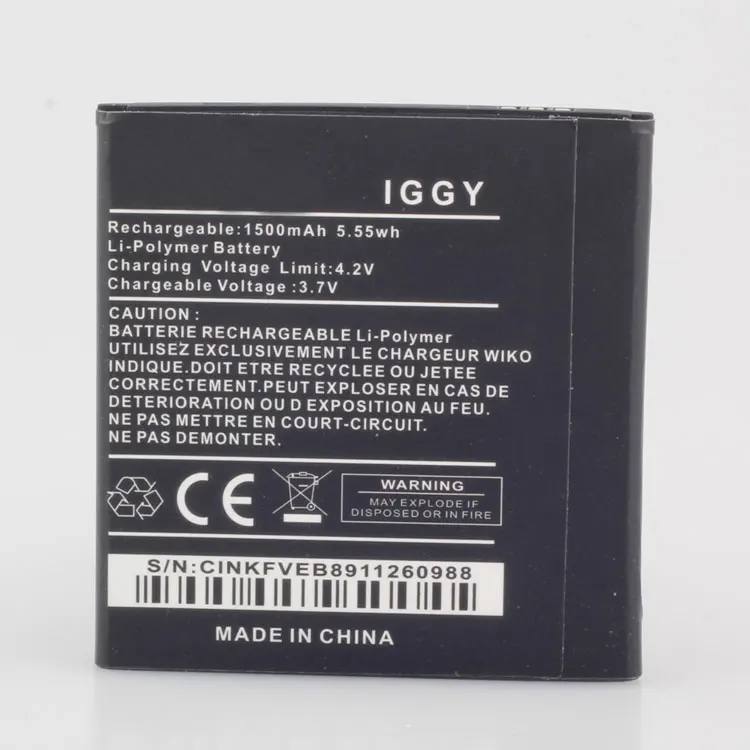 IGGY
Rechargeable:1500mAh 5.55wh
Li-Polymer Battery
Charging Voltage Limit:4.2V
Chargeable Voltage :3.7V
CAUTION :
BATTERIE RECHARGEABLE Li-Polymer
UTILISEZ EXCLUSIVEMENT LE CHARGEUR WIKO
INDIQUE.DOIT ETRE RECYCLEE OU JETEE
CORRECTEMENT.PEUT EXPLOSER EN CAS DE
DETERIORATION OU D EXPOSITION AU FEU.
NE PAS METTRE EN COURT-CIRCUIT.
NE PAS DEMONTER.
CE
WARNING
MAY EXPLODE IF
DISPOSED OR IN FIRE
S/N:CINKFVEB8911260988
MADE IN CHINA